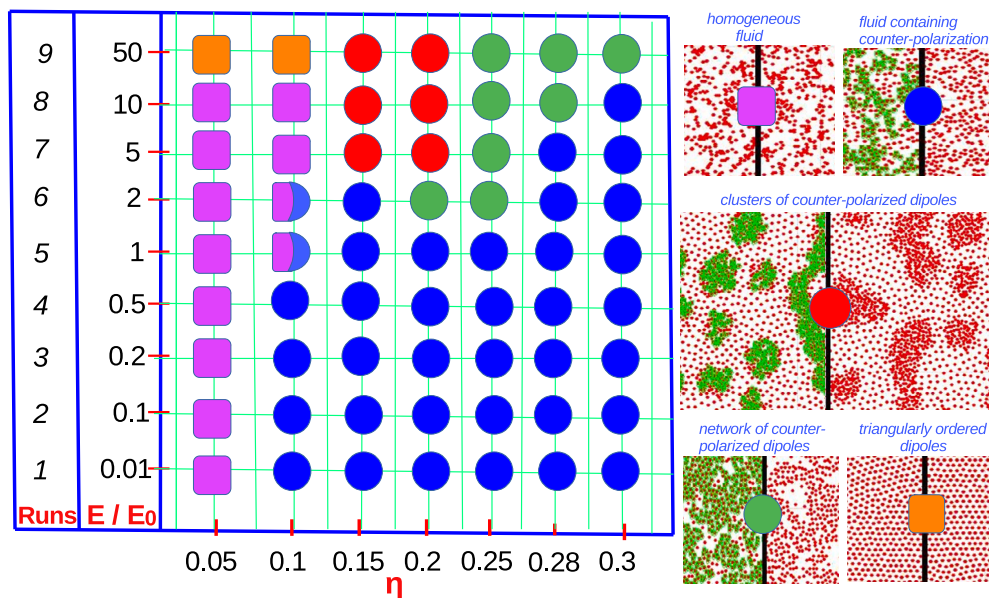 9 50
8 10
7 5
6 2
5 1
4 0.5
3 0.2
2 0.1
1 0.01
Runs E / E0
0.05 0.1 0.15 0.2 0.25 0.28 0.3
η
homogeneous
fluid
fluid containing
counter-polarization
clusters of counter-polarized dipoles
network of counter-
polarized dipoles
triangularly ordered
dipoles